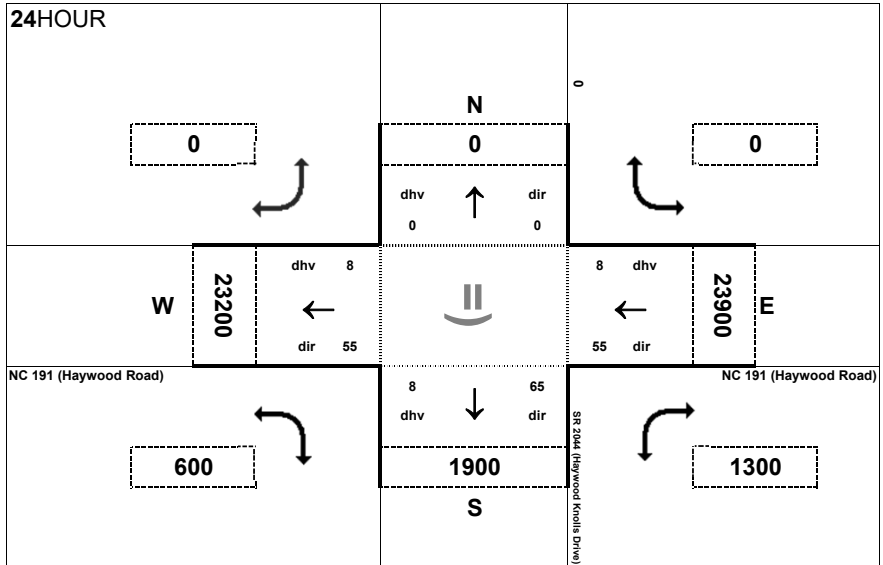 24HOUR
0
N
0
0
0
dhv
dir
0
0
dhv 8
8 dhv
W
23200
23900
E
dir 55
55 dir
NC 191 (Haywood Road)
NC 191 (Haywood Road)
8
65
dhv
dir
SR 2044 (Haywood Knolls Drive)
600
1900
1300
S